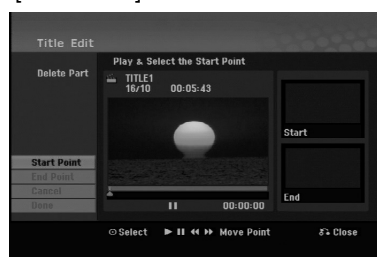 Title Edit
Delete Part
Play & Select the Start Point
TITLE1
16/10 00:05:43
Start
End
Start Point
End Point
Cancel
Done
00:00:00
Select Move Point Close